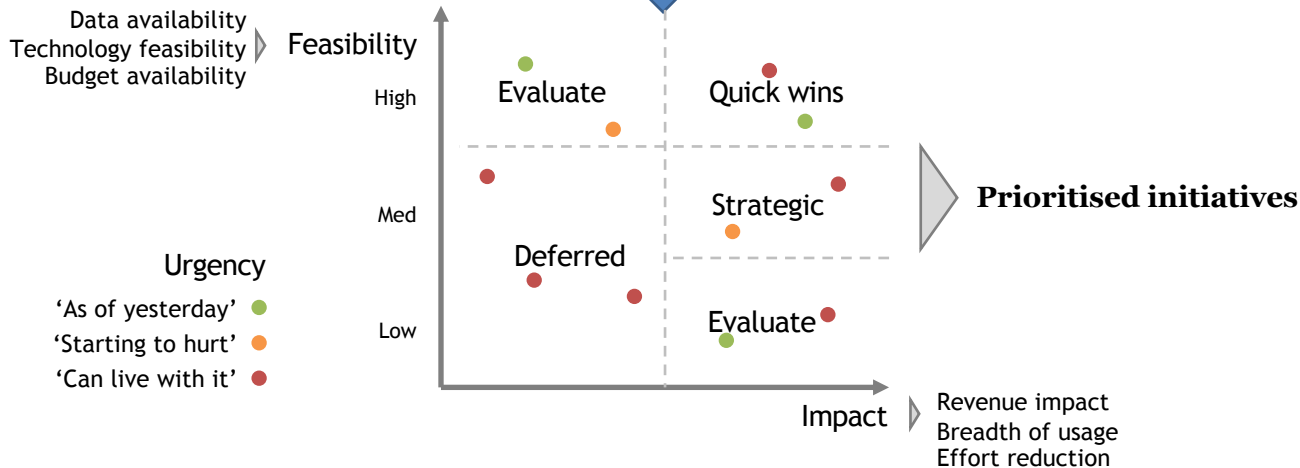 Data availability
Technology feasibility
Budget availability
Feasibility
High
Evaluate
Quick wins
Med
Strategic
Prioritised initiatives
Deferred
Urgency
‘As of yesterday’
‘Starting to hurt’
‘Can live with it’
Low
Evaluate
Impact
Revenue impact
Breadth of usage
Effort reduction